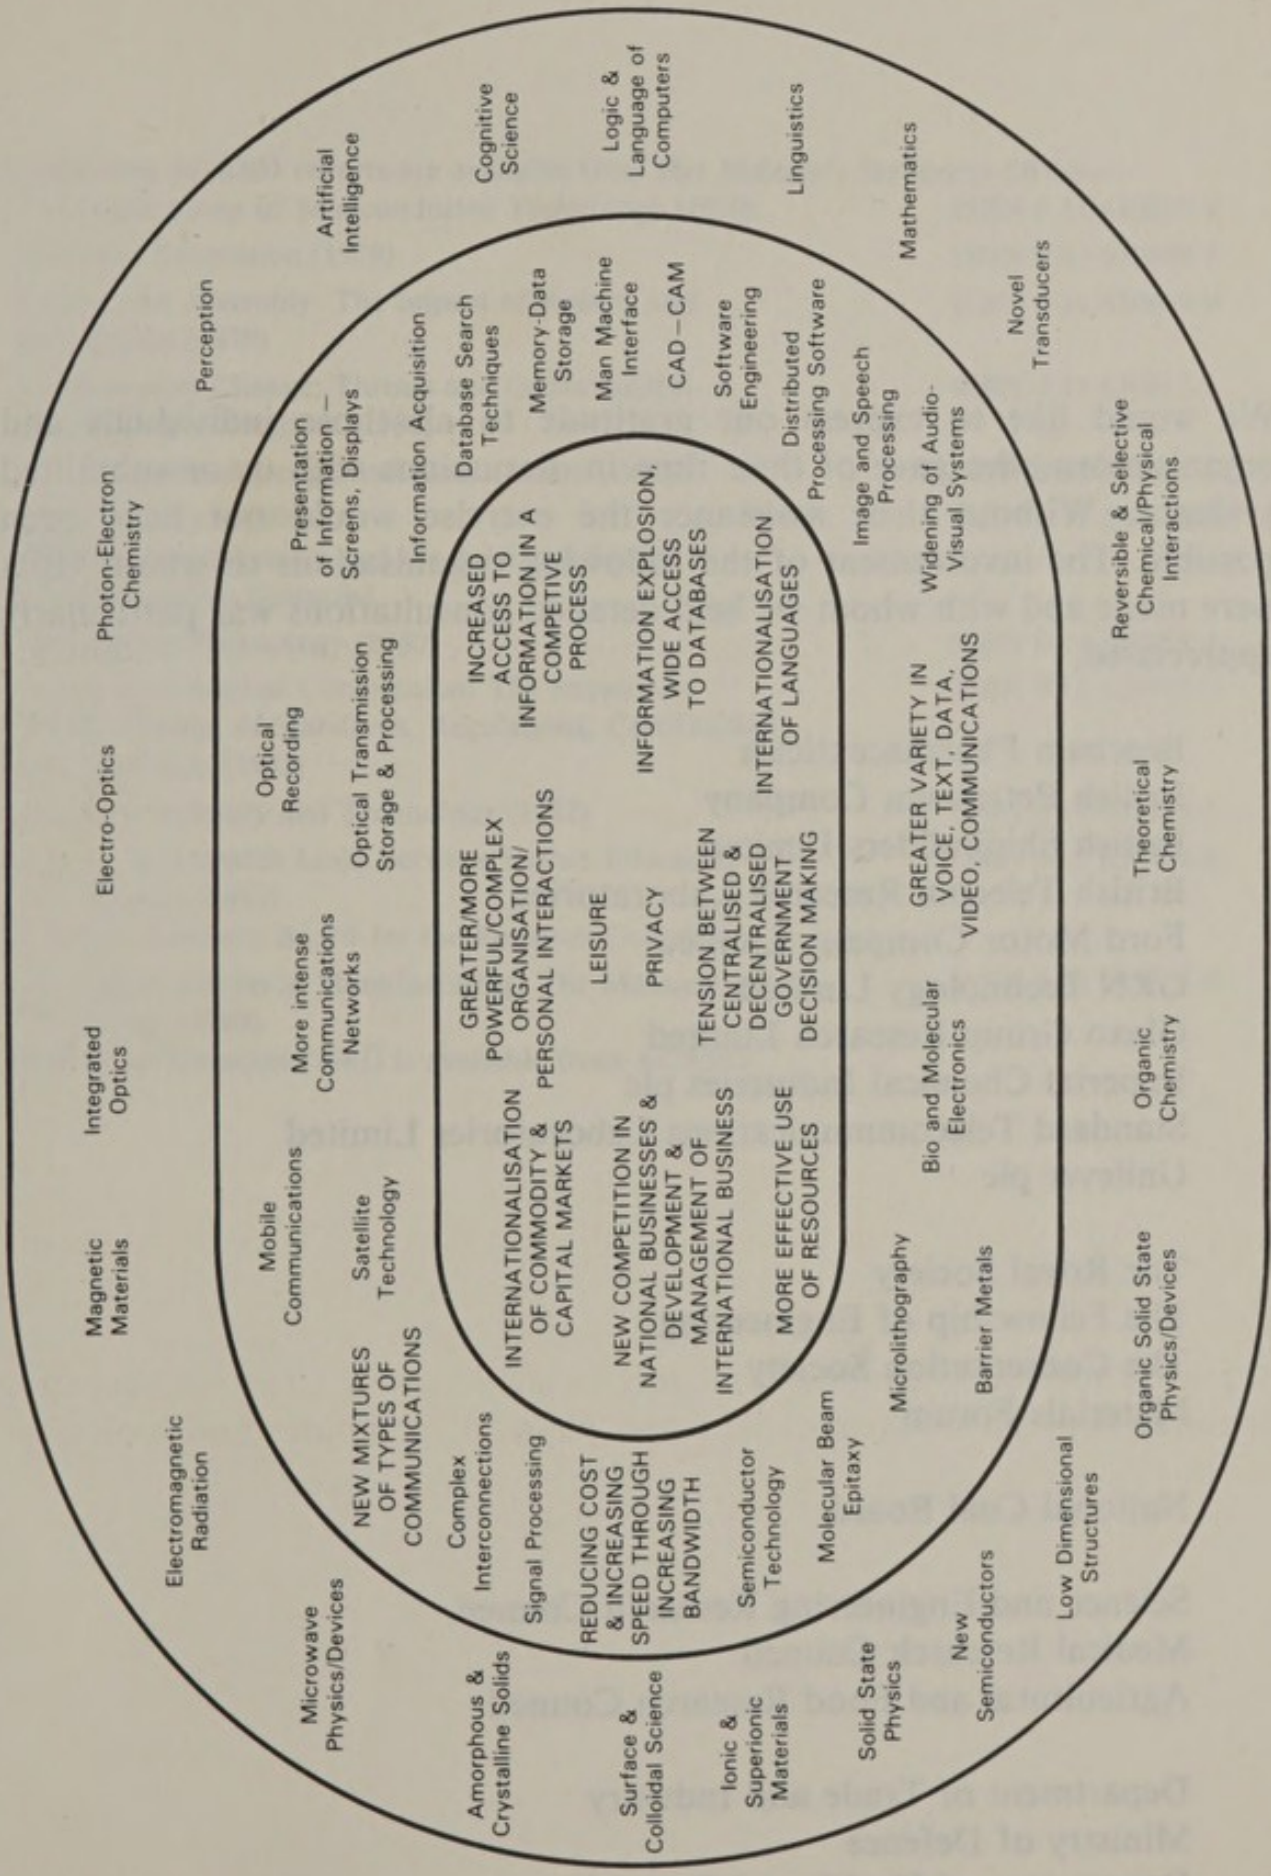 Microwave
Physics/Devices
Electromagnetic
Radiation
Magnetic
Materials
Integrated
Optics
Electro-Optics
Photon-Electron
Chemistry
Perception
Artificial
Intelligence
Cognitive
Science
Logic &
Language of
Computers
Linguistics
Mathematics
Novel
Transducers
Reversible & Selective
Chemical/Physical
Interactions
Theoretical
Chemistry
Organic
Chemistry
Organic Solid State
Physics/Devices
Low Dimensional
Structures
New
Semiconductors
Solid State
Physics
Ionic &
Superionic
Materials
Surface &
Colloidal Science
Amorphous &
Crystalline Solids
NEW MIXTURES
OF TYPES OF
COMMUNICATIONS
Mobile
Communications
Satellite
Technology
More intense
Communications
Networks
Optical
Recording
Optical Transmission
Storage & Processing
Presentation
of Information –
Screens, Displays
Information Acquisition
Database Search
Techniques
Memory-Data
Storage
Man Machine
Interface
CAD–CAM
Software
Engineering
Distributed
Processing Software
Image and Speech
Processing
Widening of Audio-
Visual Systems
GREATER VARIETY IN
VOICE, TEXT, DATA,
VIDEO, COMMUNICATIONS
Bio and Molecular
Electronics
Microlithography
Barrier Metals
Molecular Beam
Epitaxy
Semiconductor
Technology
REDUCING COST
& INCREASING
SPEED THROUGH
INCREASING
BANDWIDTH
Signal Processing
Complex
Interconnections
INTERNATIONALISATION
OF COMMODITY &
CAPITAL MARKETS
GREATER/MORE
POWERFUL/COMPLEX
ORGANISATION/
PERSONAL INTERACTIONS
INCREASED
ACCESS TO
INFORMATION IN A
COMPETIVE
PROCESS
LEISURE
NEW COMPETITION IN
NATIONAL BUSINESSES &
DEVELOPMENT &
MANAGEMENT OF
INTERNATIONAL BUSINESS
PRIVACY
INFORMATION EXPLOSION,
WIDE ACCESS
TO DATABASES
TENSION BETWEEN
CENTRALISED &
DECENTRALISED
GOVERNMENT
DECISION MAKING
INTERNATIONALISATION
OF LANGUAGES
MORE EFFECTIVE USE
OF RESOURCES